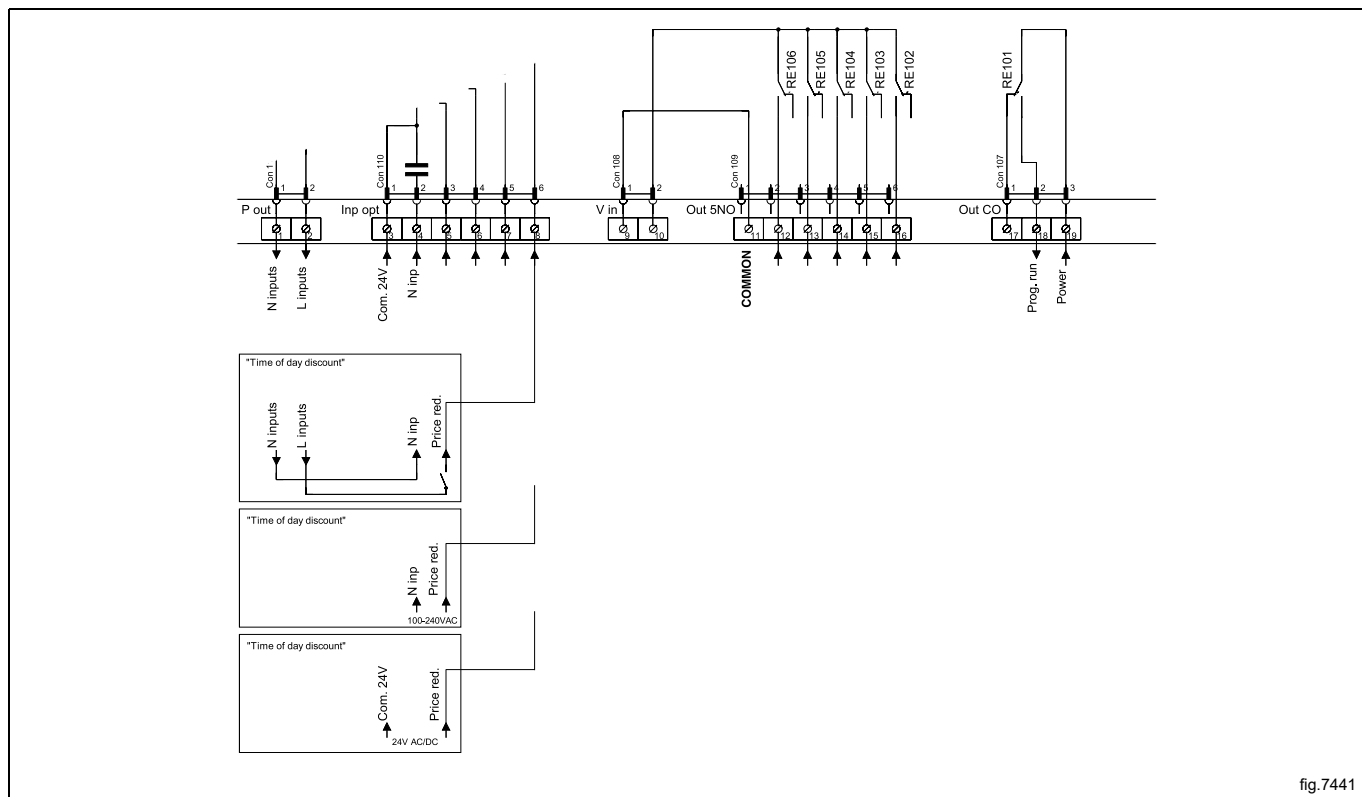 RE106 RE105 RE104 RE103 RE102 RE101
Con 1 Con 110 Con 108 Con 109 Con 107
1 2 1 2 3 4 5 6 1 2 1 2 3 4 5 6 1 2 3
P out Inp opt V in Out 5NO Out CO
1 2 3 4 5 6 7 8 9 10 11 12 13 14 15 16 17 18 19
N inputs L inputs Com. 24V N inp COMMON Prog. run Power
"Time of day discount"
N inputs L inputs N inp Price red.
"Time of day discount"
N inp Price red.
100-240VAC
"Time of day discount"
Com. 24V Price red.
24V AC/DC
fig.7441